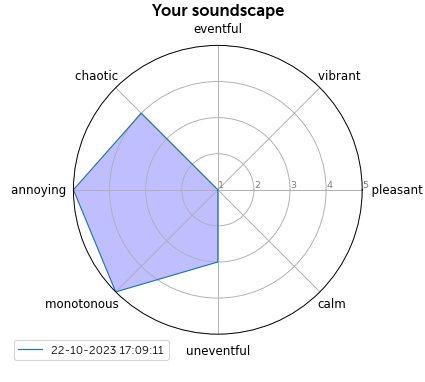 Your soundscape
eventful
chaotic
vibrant
annoying
1 2 3 4 5
pleasant
monotonous
calm
uneventful
22-10-2023 17:09:11